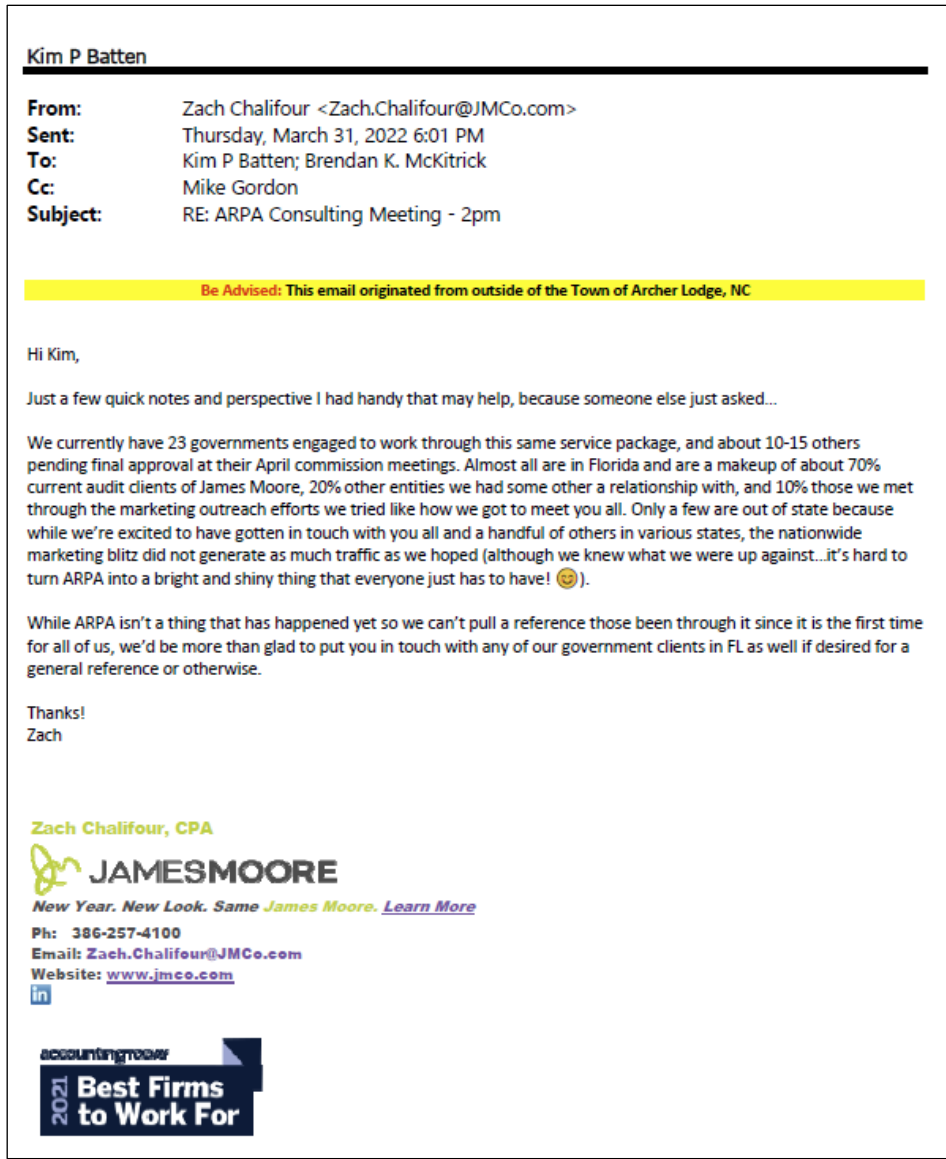 Kim P Batten
From: Zach Chalifour <Zach.Chalifour@JMCo.com>
Sent: Thursday, March 31, 2022 6:01 PM
To: Kim P Batten; Brendan K. McKitrick
Cc: Mike Gordon
Subject: RE: ARPA Consulting Meeting - 2pm
Be Advised: This email originated from outside of the Town of Archer Lodge, NC
Hi Kim,
Just a few quick notes and perspective I had handy that may help, because someone else just asked…
We currently have 23 governments engaged to work through this same service package, and about 10-15 others
pending final approval at their April commission meetings. Almost all are in Florida and are a makeup of about 70%
current audit clients of James Moore, 20% other entities we had some other a relationship with, and 10% those we met
through the marketing outreach efforts we tried like how we got to meet you all. Only a few are out of state because
while we’re excited to have gotten in touch with you all and a handful of others in various states, the nationwide
marketing blitz did not generate as much traffic as we hoped (although we knew what we were up against…it’s hard to
turn ARPA into a bright and shiny thing that everyone just has to have! 😊).
While ARPA isn’t a thing that has happened yet so we can’t pull a reference those been through it since it is the first time
for all of us, we’d be more than glad to put you in touch with any of our government clients in FL as well if desired for a
general reference or otherwise.
Thanks!
Zach
Zach Chalifour, CPA
JAMESMOORE
New Year. New Look. Same James Moore. Learn More
Ph: 386-257-4100
Email: Zach.Chalifour@JMCo.com
Website: www.jmco.com
in
2021
Best Firms
to Work For